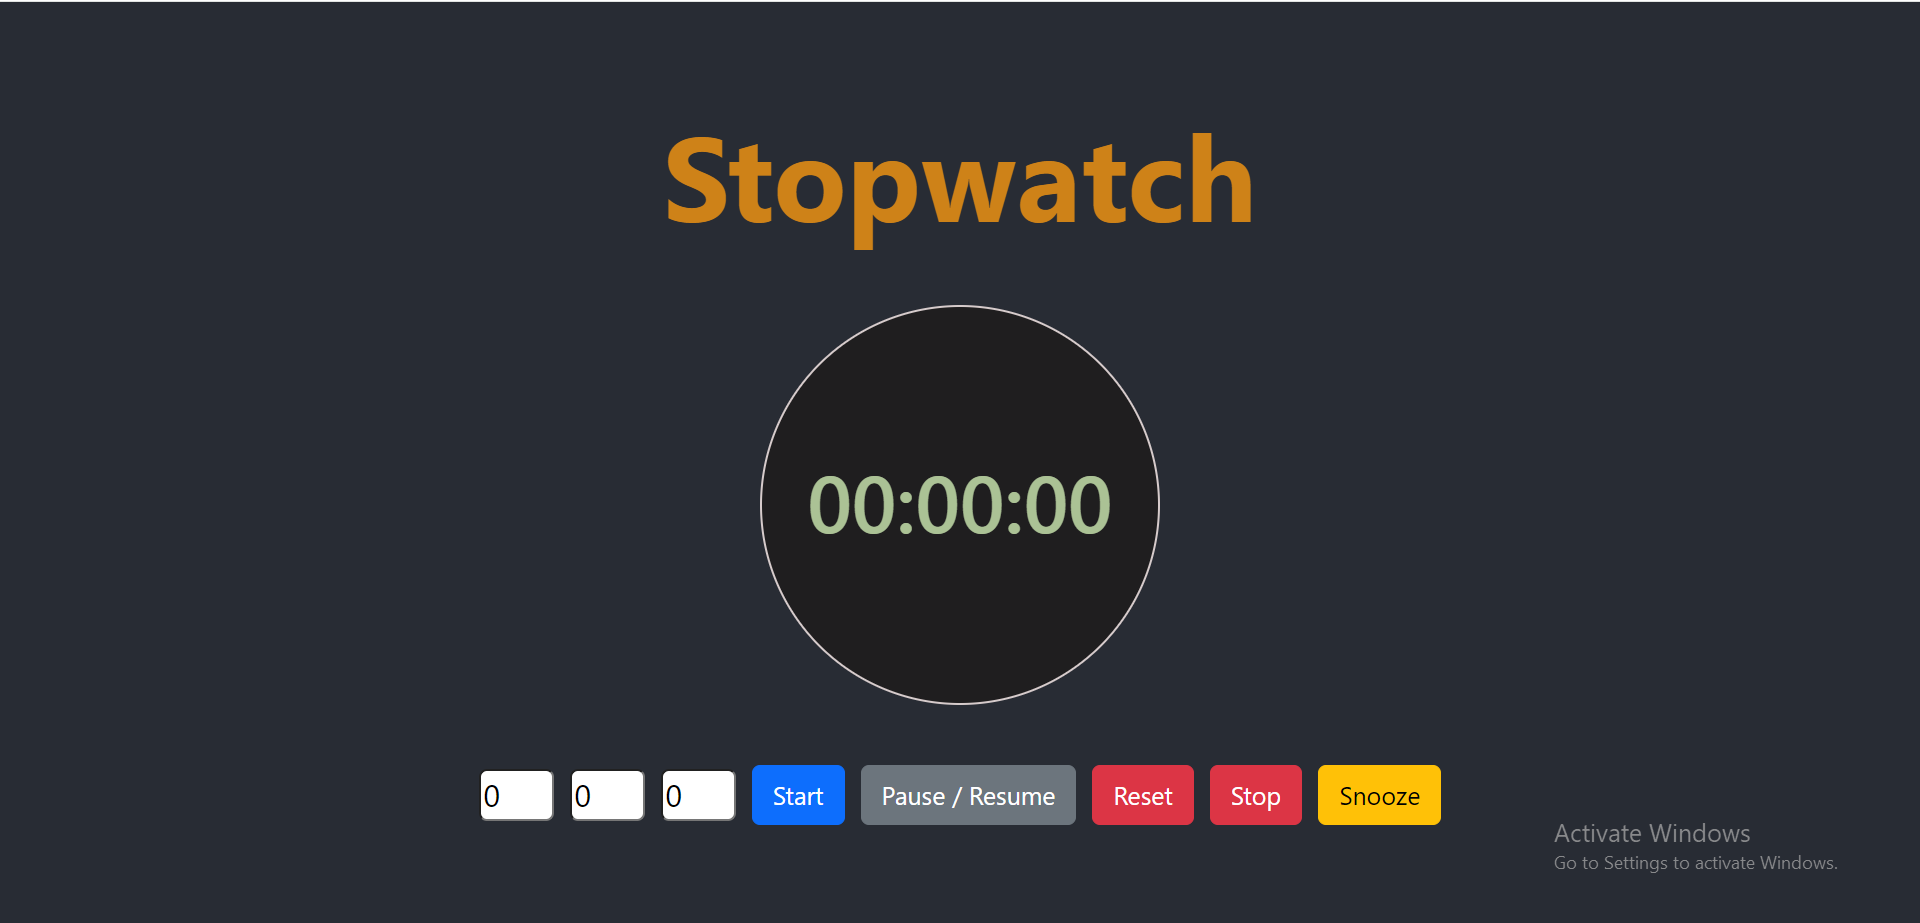 Stopwatch
00:00:00
0 0 0 Start Pause / Resume Reset Stop Snooze
Activate Windows
Go to Settings to activate Windows.